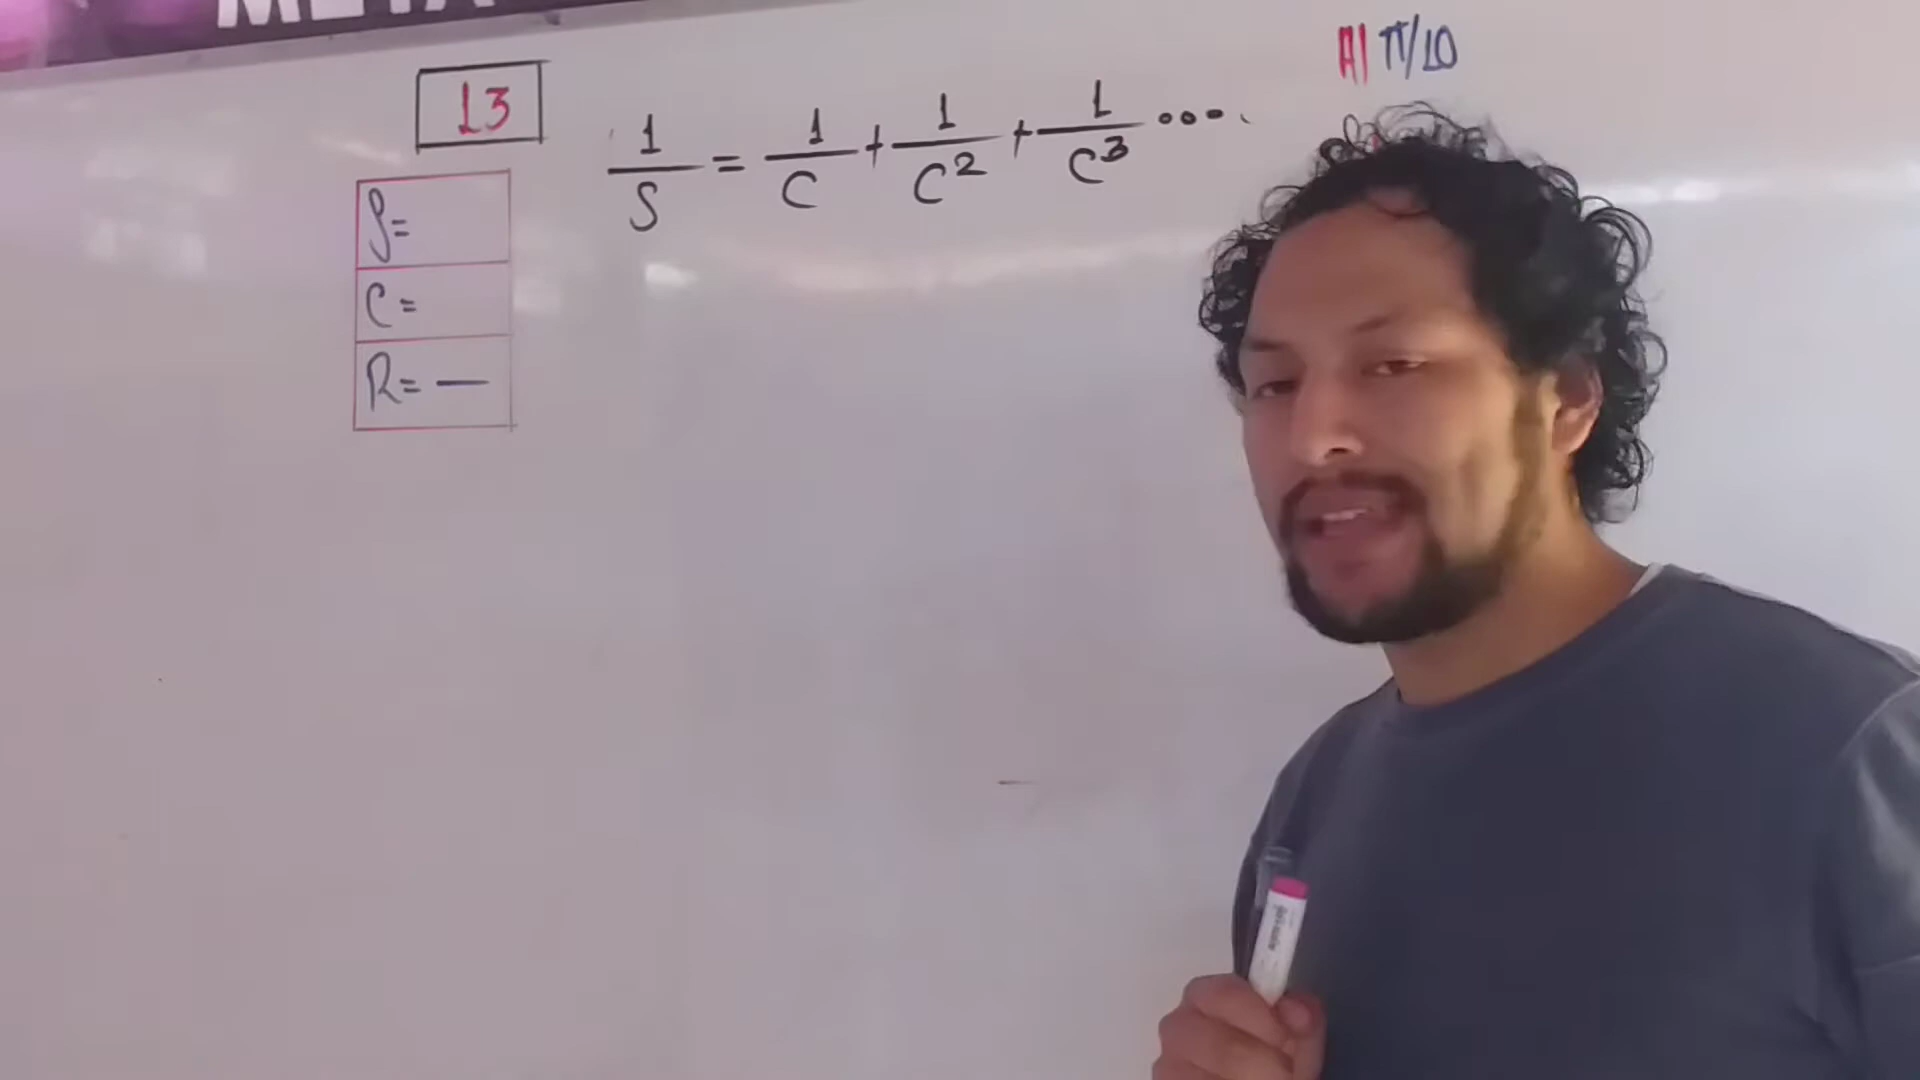 13
1/S = 1/C + 1/C² + 1/C³ ....
A) π/10
S=
C=
R= —